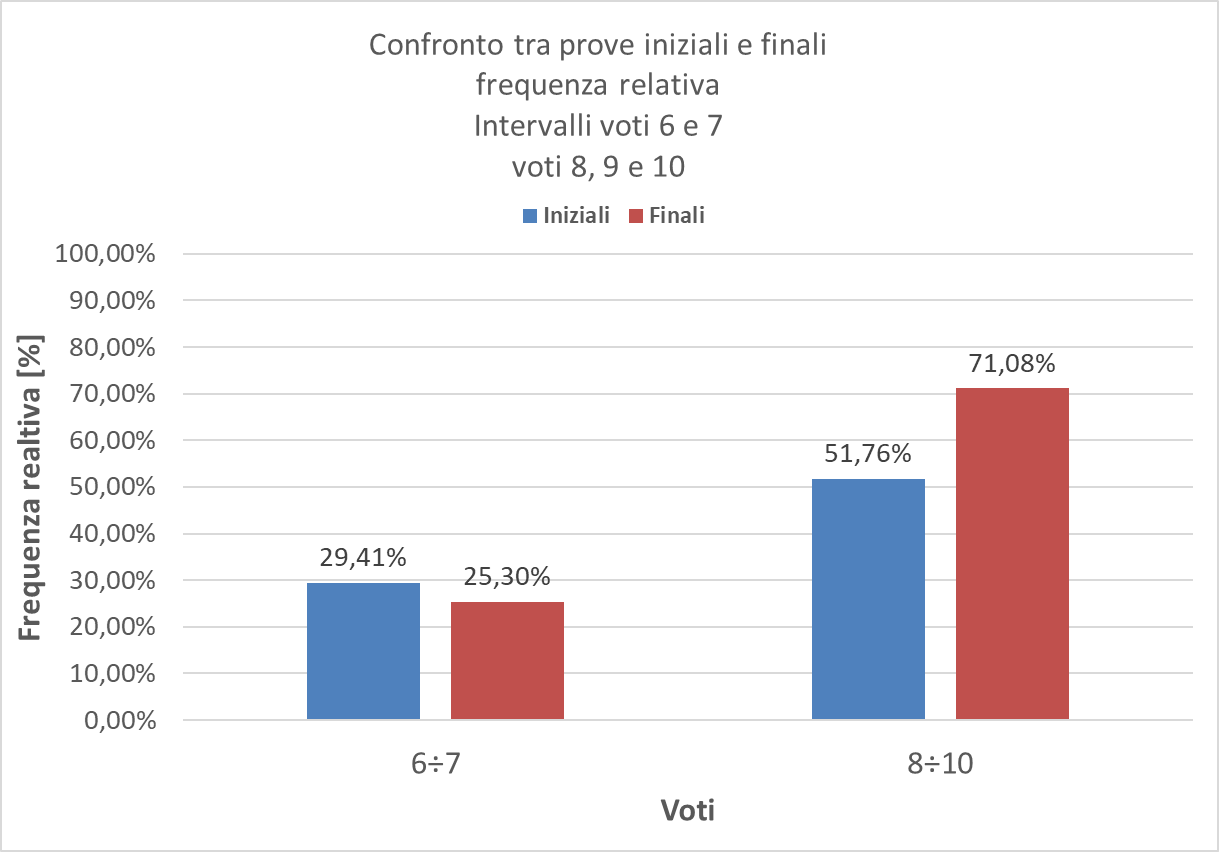 Confronto tra prove iniziali e finali
frequenza relativa
Intervalli voti 6 e 7
voti 8, 9 e 10
Iniziali Finali
100,00%
90,00%
80,00%
70,00%
60,00%
50,00%
40,00%
30,00%
20,00%
10,00%
0,00%
Frequenza realtiva [%]
29,41%
25,30%
51,76%
71,08%
6÷7
8÷10
Voti